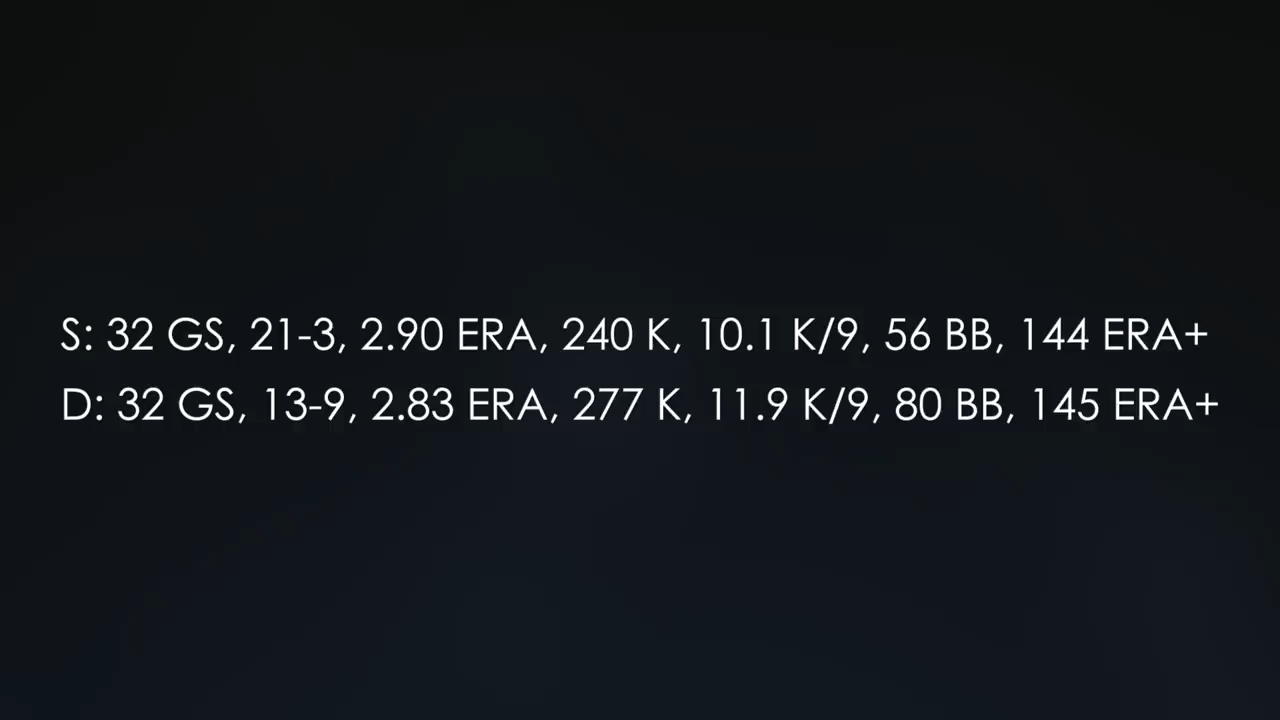 S: 32 GS, 21-3, 2.90 ERA, 240 K, 10.1 K/9, 56 BB, 144 ERA+
D: 32 GS, 13-9, 2.83 ERA, 277 K, 11.9 K/9, 80 BB, 145 ERA+